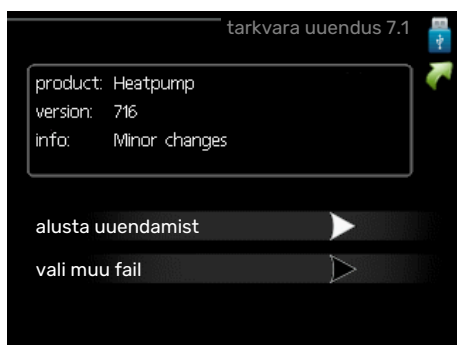 tarkvara uuendus 7.1
product: Heatpump
version: 716
info: Minor changes
alusta uuendamist
vali muu fail